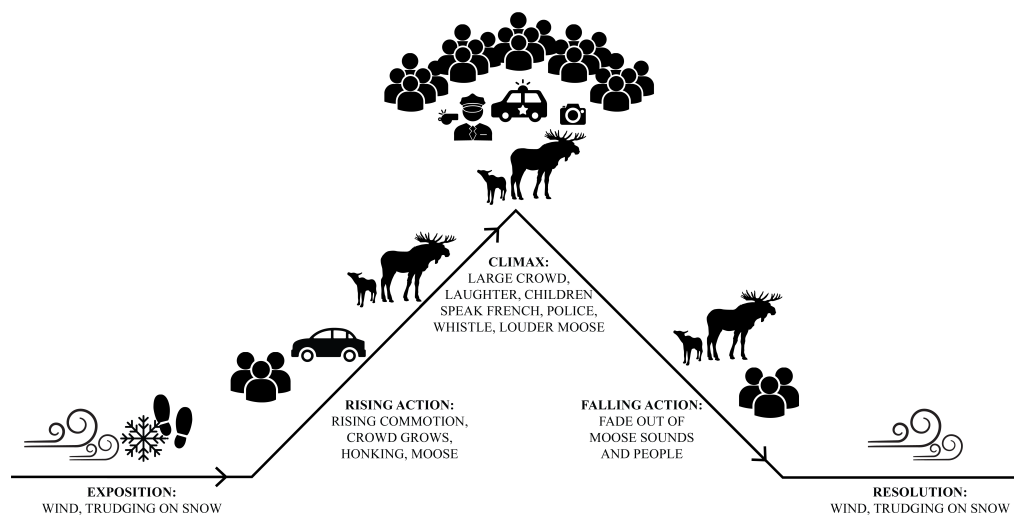 CLIMAX:
LARGE CROWD,
LAUGHTER, CHILDREN
SPEAK FRENCH, POLICE,
WHISTLE, LOUDER MOOSE
RISING ACTION:
RISING COMMOTION,
CROWD GROWS,
HONKING, MOOSE
FALLING ACTION:
FADE OUT OF
MOOSE SOUNDS
AND PEOPLE
EXPOSITION:
WIND, TRUDGING ON SNOW
RESOLUTION:
WIND, TRUDGING ON SNOW